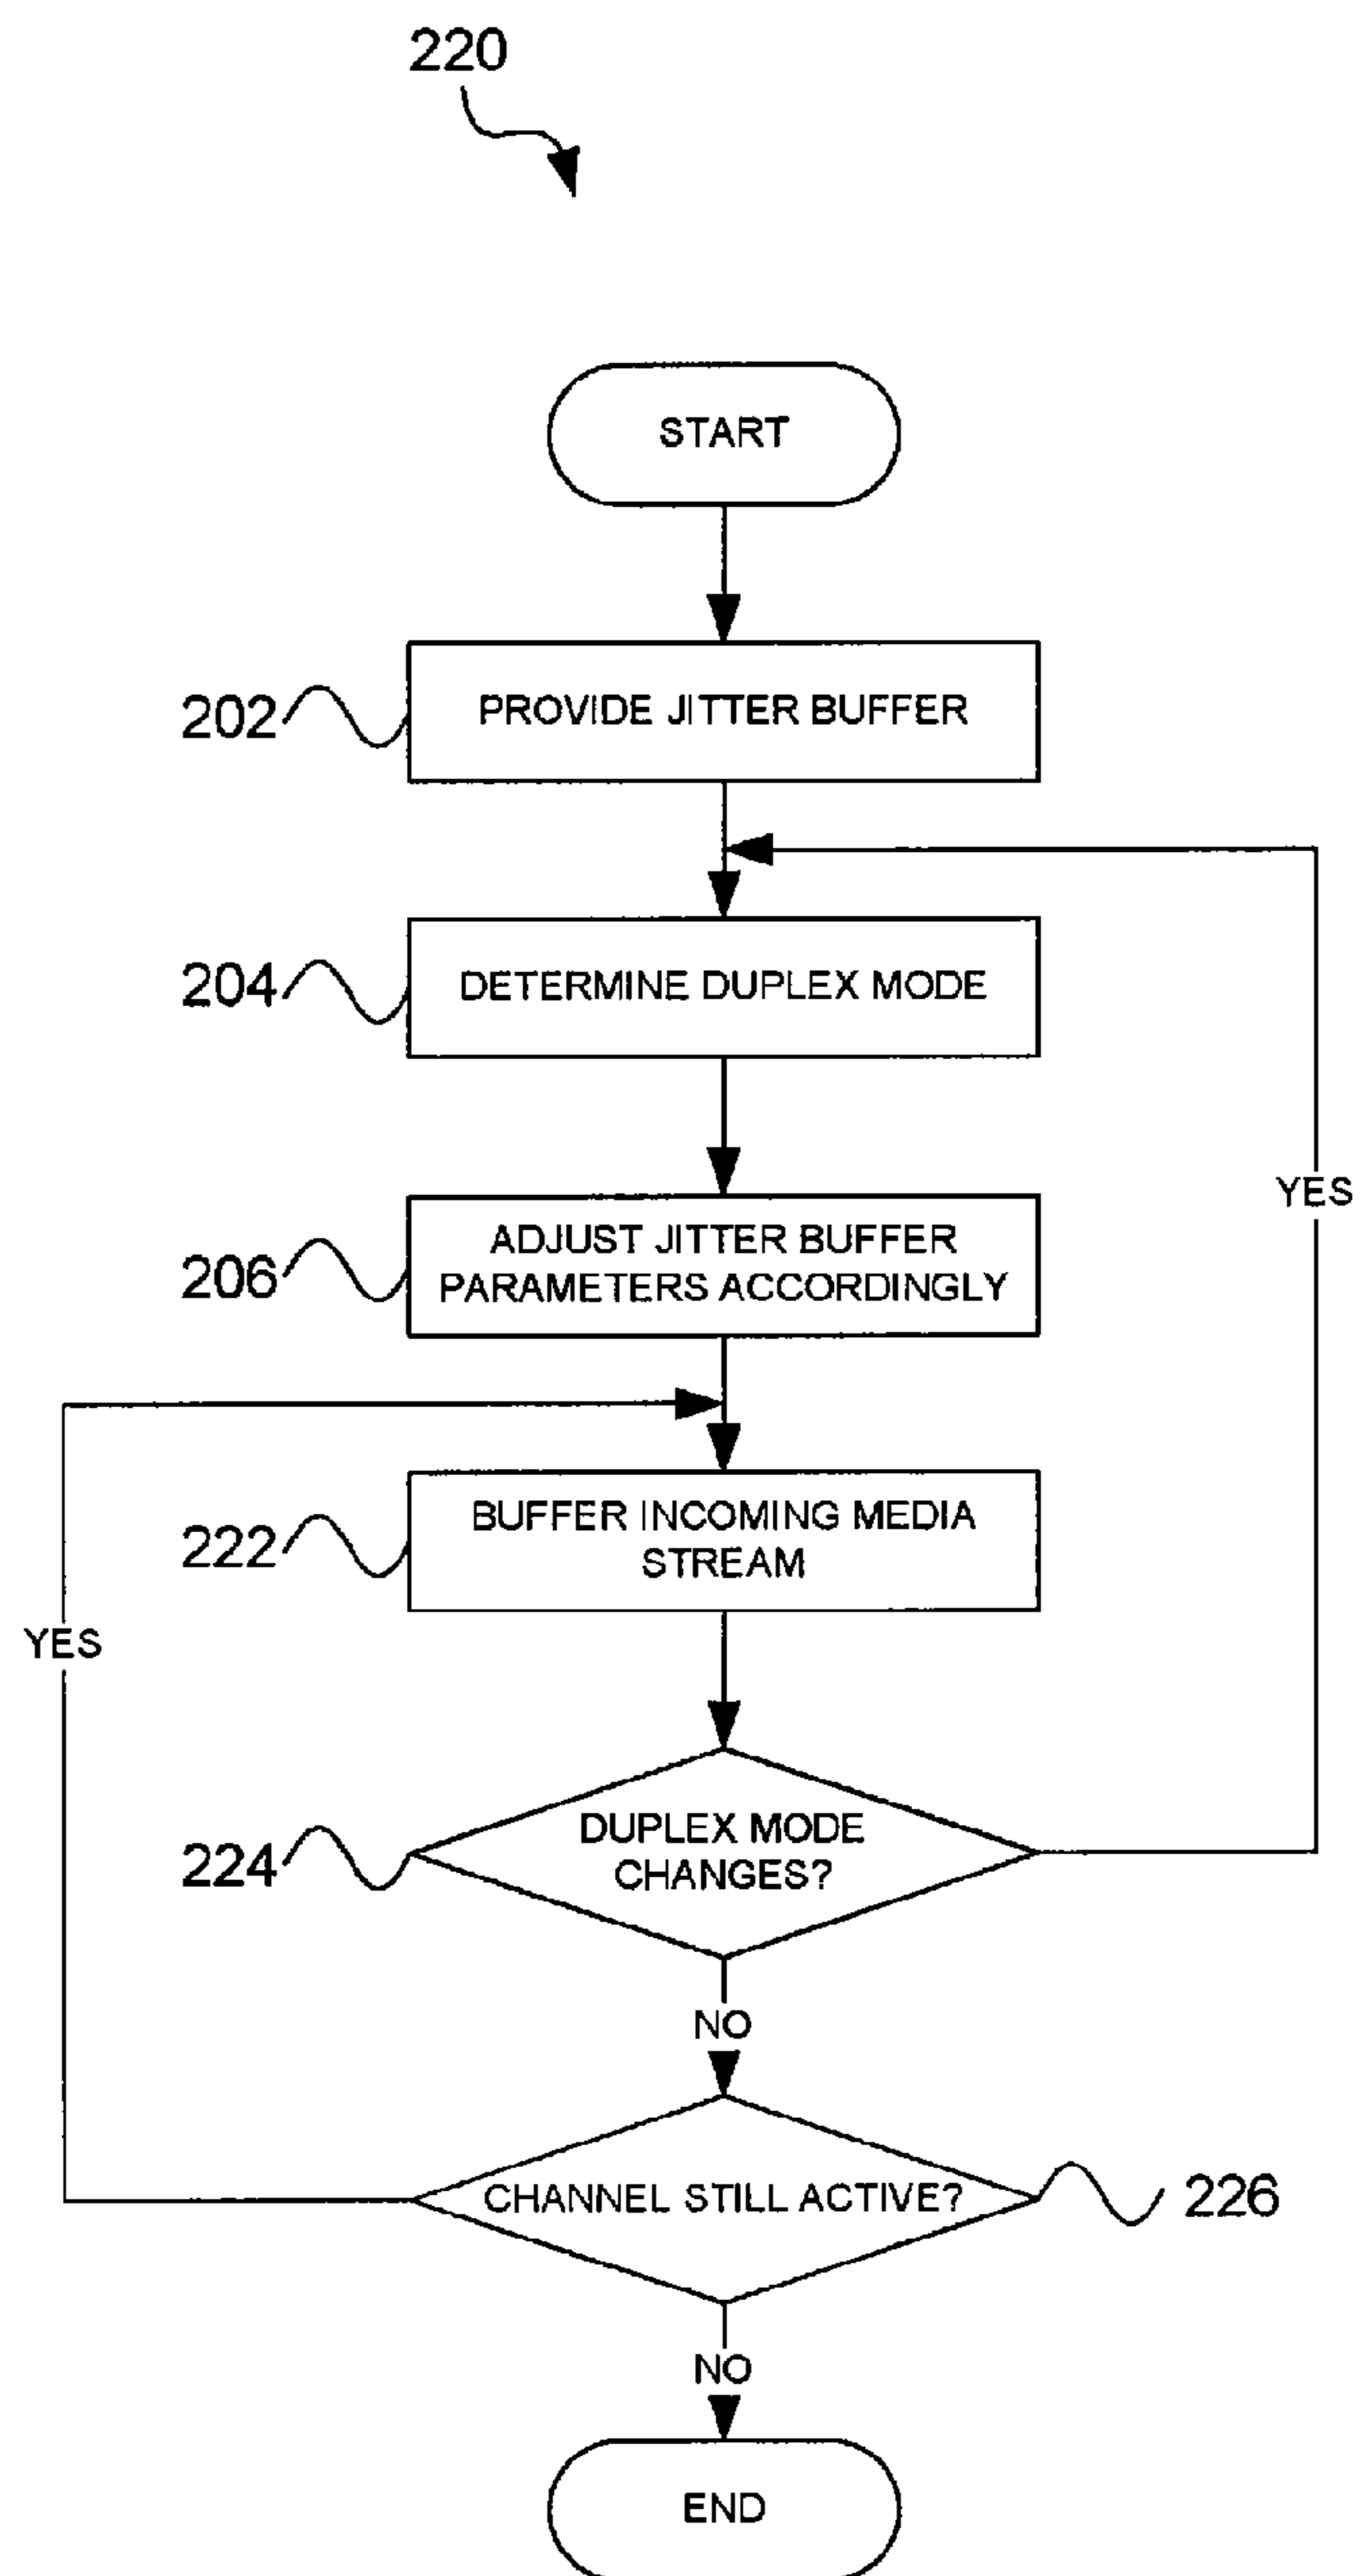 220
START
202
PROVIDE JITTER BUFFER
204
DETERMINE DUPLEX MODE
YES
206
ADJUST JITTER BUFFER
PARAMETERS ACCORDINGLY
222
BUFFER INCOMING MEDIA
STREAM
YES
224
DUPLEX MODE
CHANGES?
NO
CHANNEL STILL ACTIVE?
226
NO
END